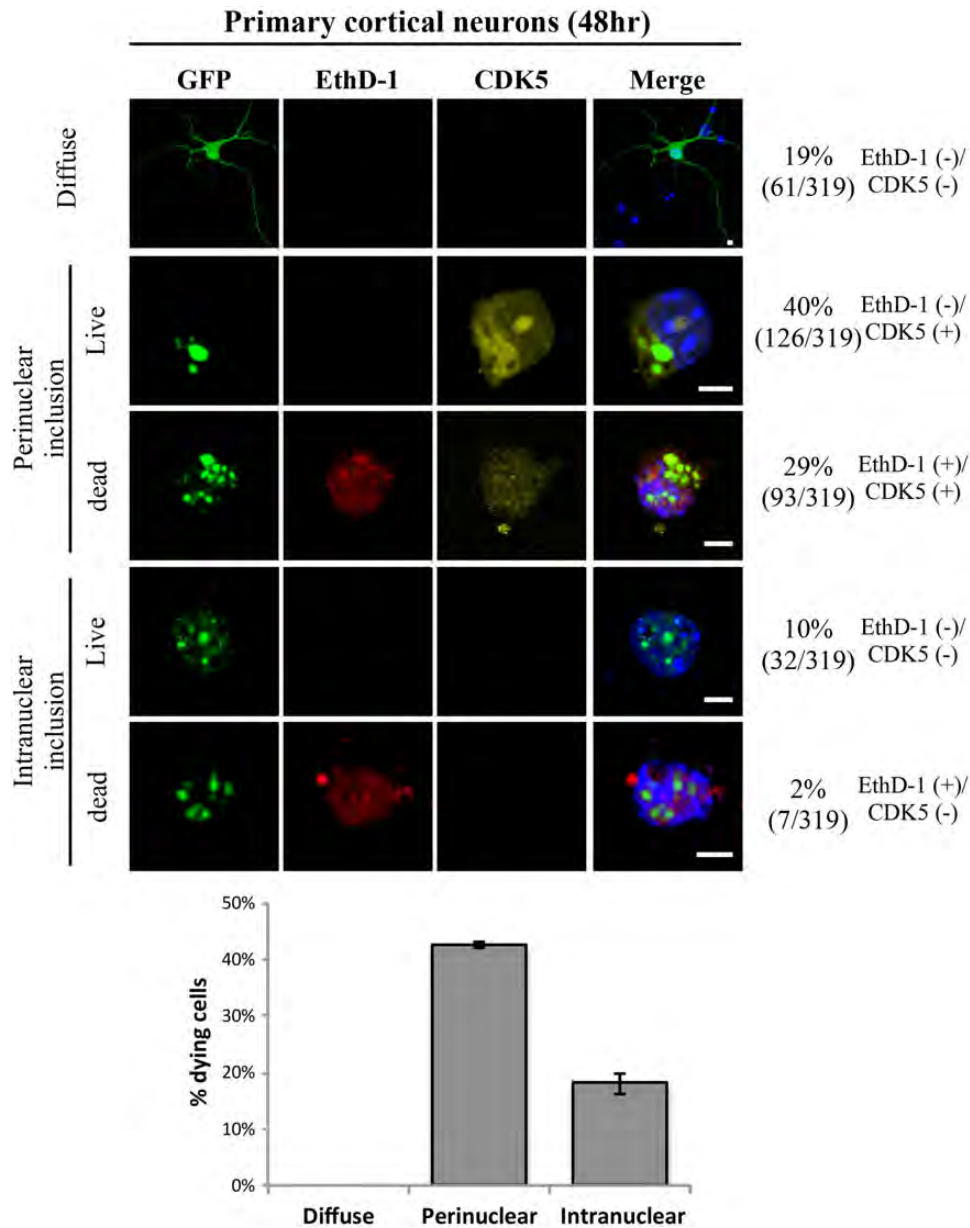 Primary cortical neurons (48hr)
GFP EthD-1 CDK5 Merge
Diffuse
19%
(61/319)
EthD-1 (-)/
CDK5 (-)
Perinuclear
inclusion
Live
40%
(126/319)
EthD-1 (-)/
CDK5 (+)
dead
29%
(93/319)
EthD-1 (+)/
CDK5 (+)
Intranuclear
inclusion
Live
10%
(32/319)
EthD-1 (-)/
CDK5 (-)
dead
2%
(7/319)
EthD-1 (+)/
CDK5 (-)
% dying cells
50%
40%
30%
20%
10%
0%
Diffuse Perinuclear Intranuclear